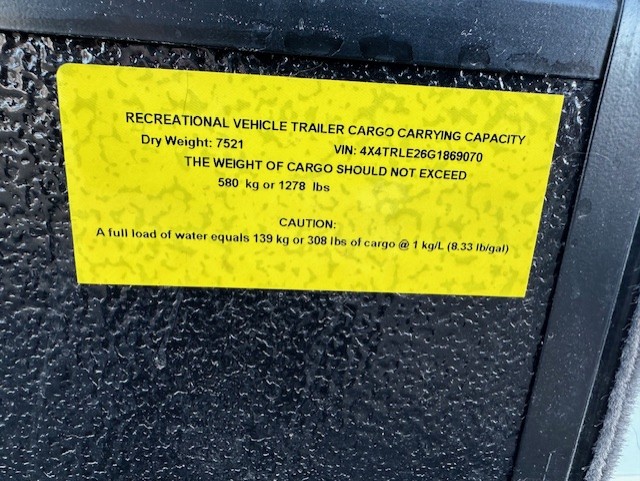 RECREATIONAL VEHICLE TRAILER CARGO CARRYING CAPACITY
Dry Weight: 7521 VIN: 4X4TRLE26G1869070
THE WEIGHT OF CARGO SHOULD NOT EXCEED
580 kg or 1278 lbs
CAUTION:
A full load of water equals 139 kg or 308 lbs of cargo @ 1 kg/L (8.33 lb/gal)